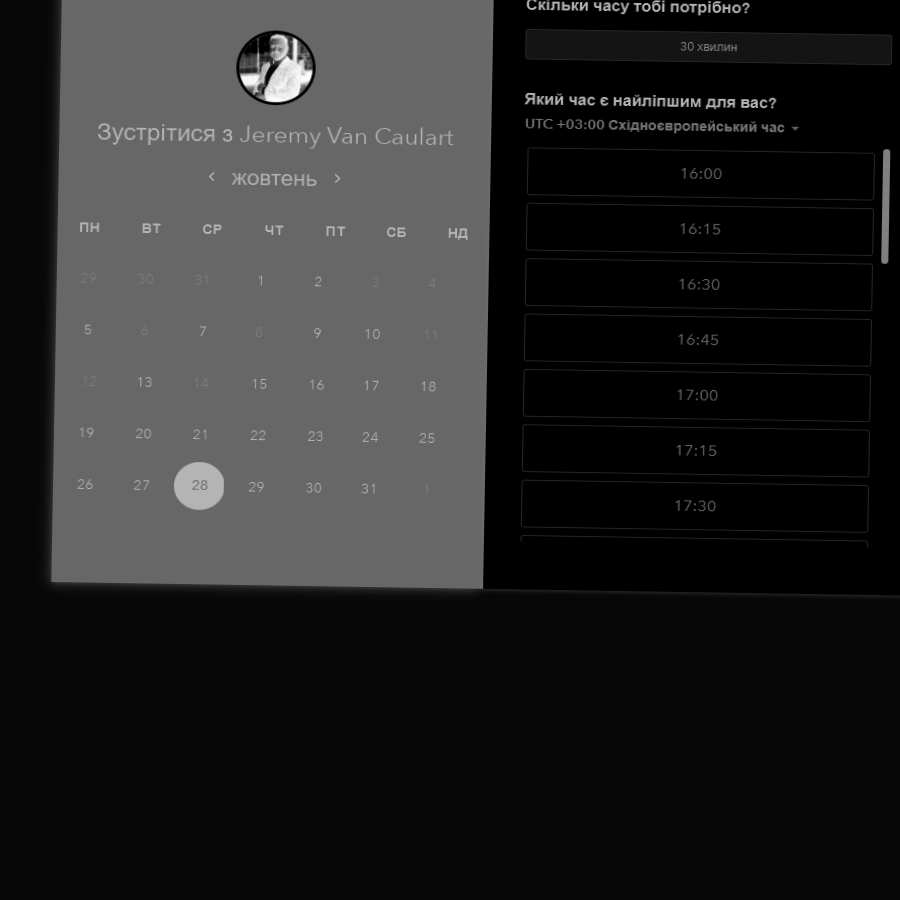 Зустрітися з Jeremy Van Caulart
‹ жовтень ›
ПН ВТ СР ЧТ ПТ СБ НД
29 30 31 1 2 3 4
5 6 7 8 9 10 11
12 13 14 15 16 17 18
19 20 21 22 23 24 25
26 27 28 29 30 31 1
Скільки часу тобі потрібно?
30 хвилин
Який час є найліпшим для вас?
UTC +03:00 Східноєвропейський час
16:00
16:15
16:30
16:45
17:00
17:15
17:30